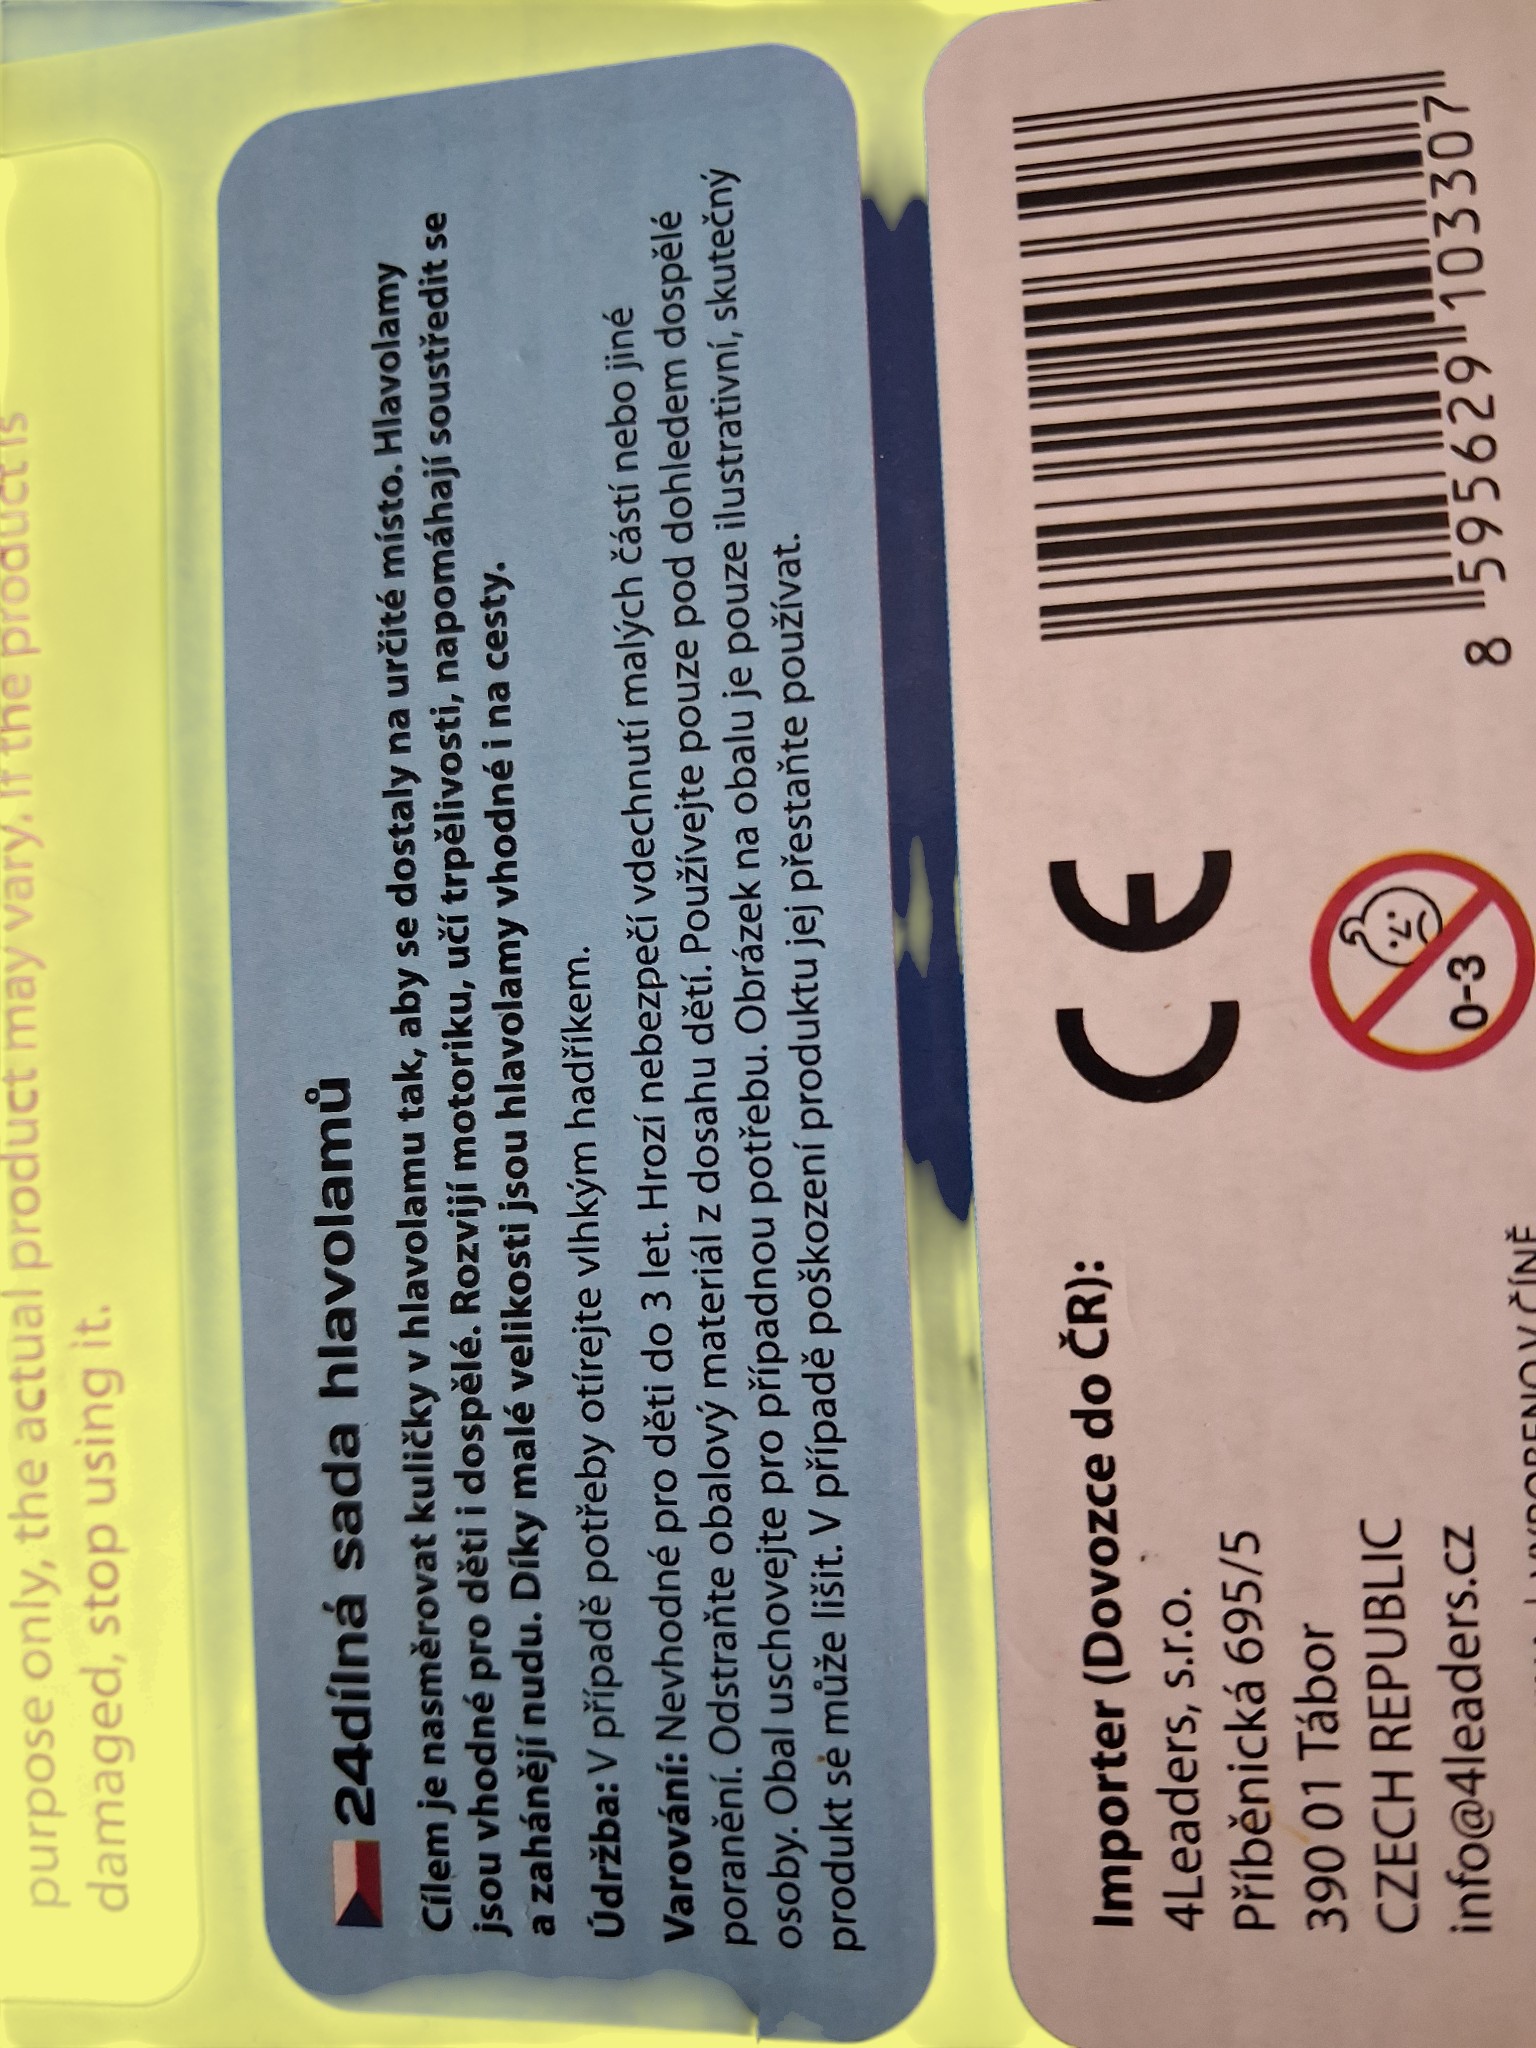 purpose only, the actual product may vary. If the product is
damaged, stop using it.
24dílná sada hlavolamů
Cílem je nasměrovat kuličky v hlavolamu tak, aby se dostaly na určité místo. Hlavolamy
jsou vhodné pro děti i dospělé. Rozvijí motoriku, učí trpělivosti, napomáhají soustředit se
a zahánějí nudu. Díky malé velikosti jsou hlavolamy vhodné i na cesty.
Údržba: V případě potřeby otírejte vlhkým hadříkem.
Varování: Nevhodné pro děti do 3 let. Hrozí nebezpečí vdechnutí malých částí nebo jiné
poranění. Odstraňte obalový materiál z dosahu dětí. Používejte pouze pod dohledem dospělé
osoby. Obal uschovejte pro případnou potřebu. Obrázek na obalu je pouze ilustrativní, skutečný
produkt se může lišit. V případě poškození produktu jej přestaňte používat.
Importer (Dovozce do ČR):
4Leaders, s.r.o.
Příběnická 695/5
390 01 Tábor
CZECH REPUBLIC
info@4leaders.cz
VYROBENO V ČÍNĚ
CE
0-3
8 595629 103307